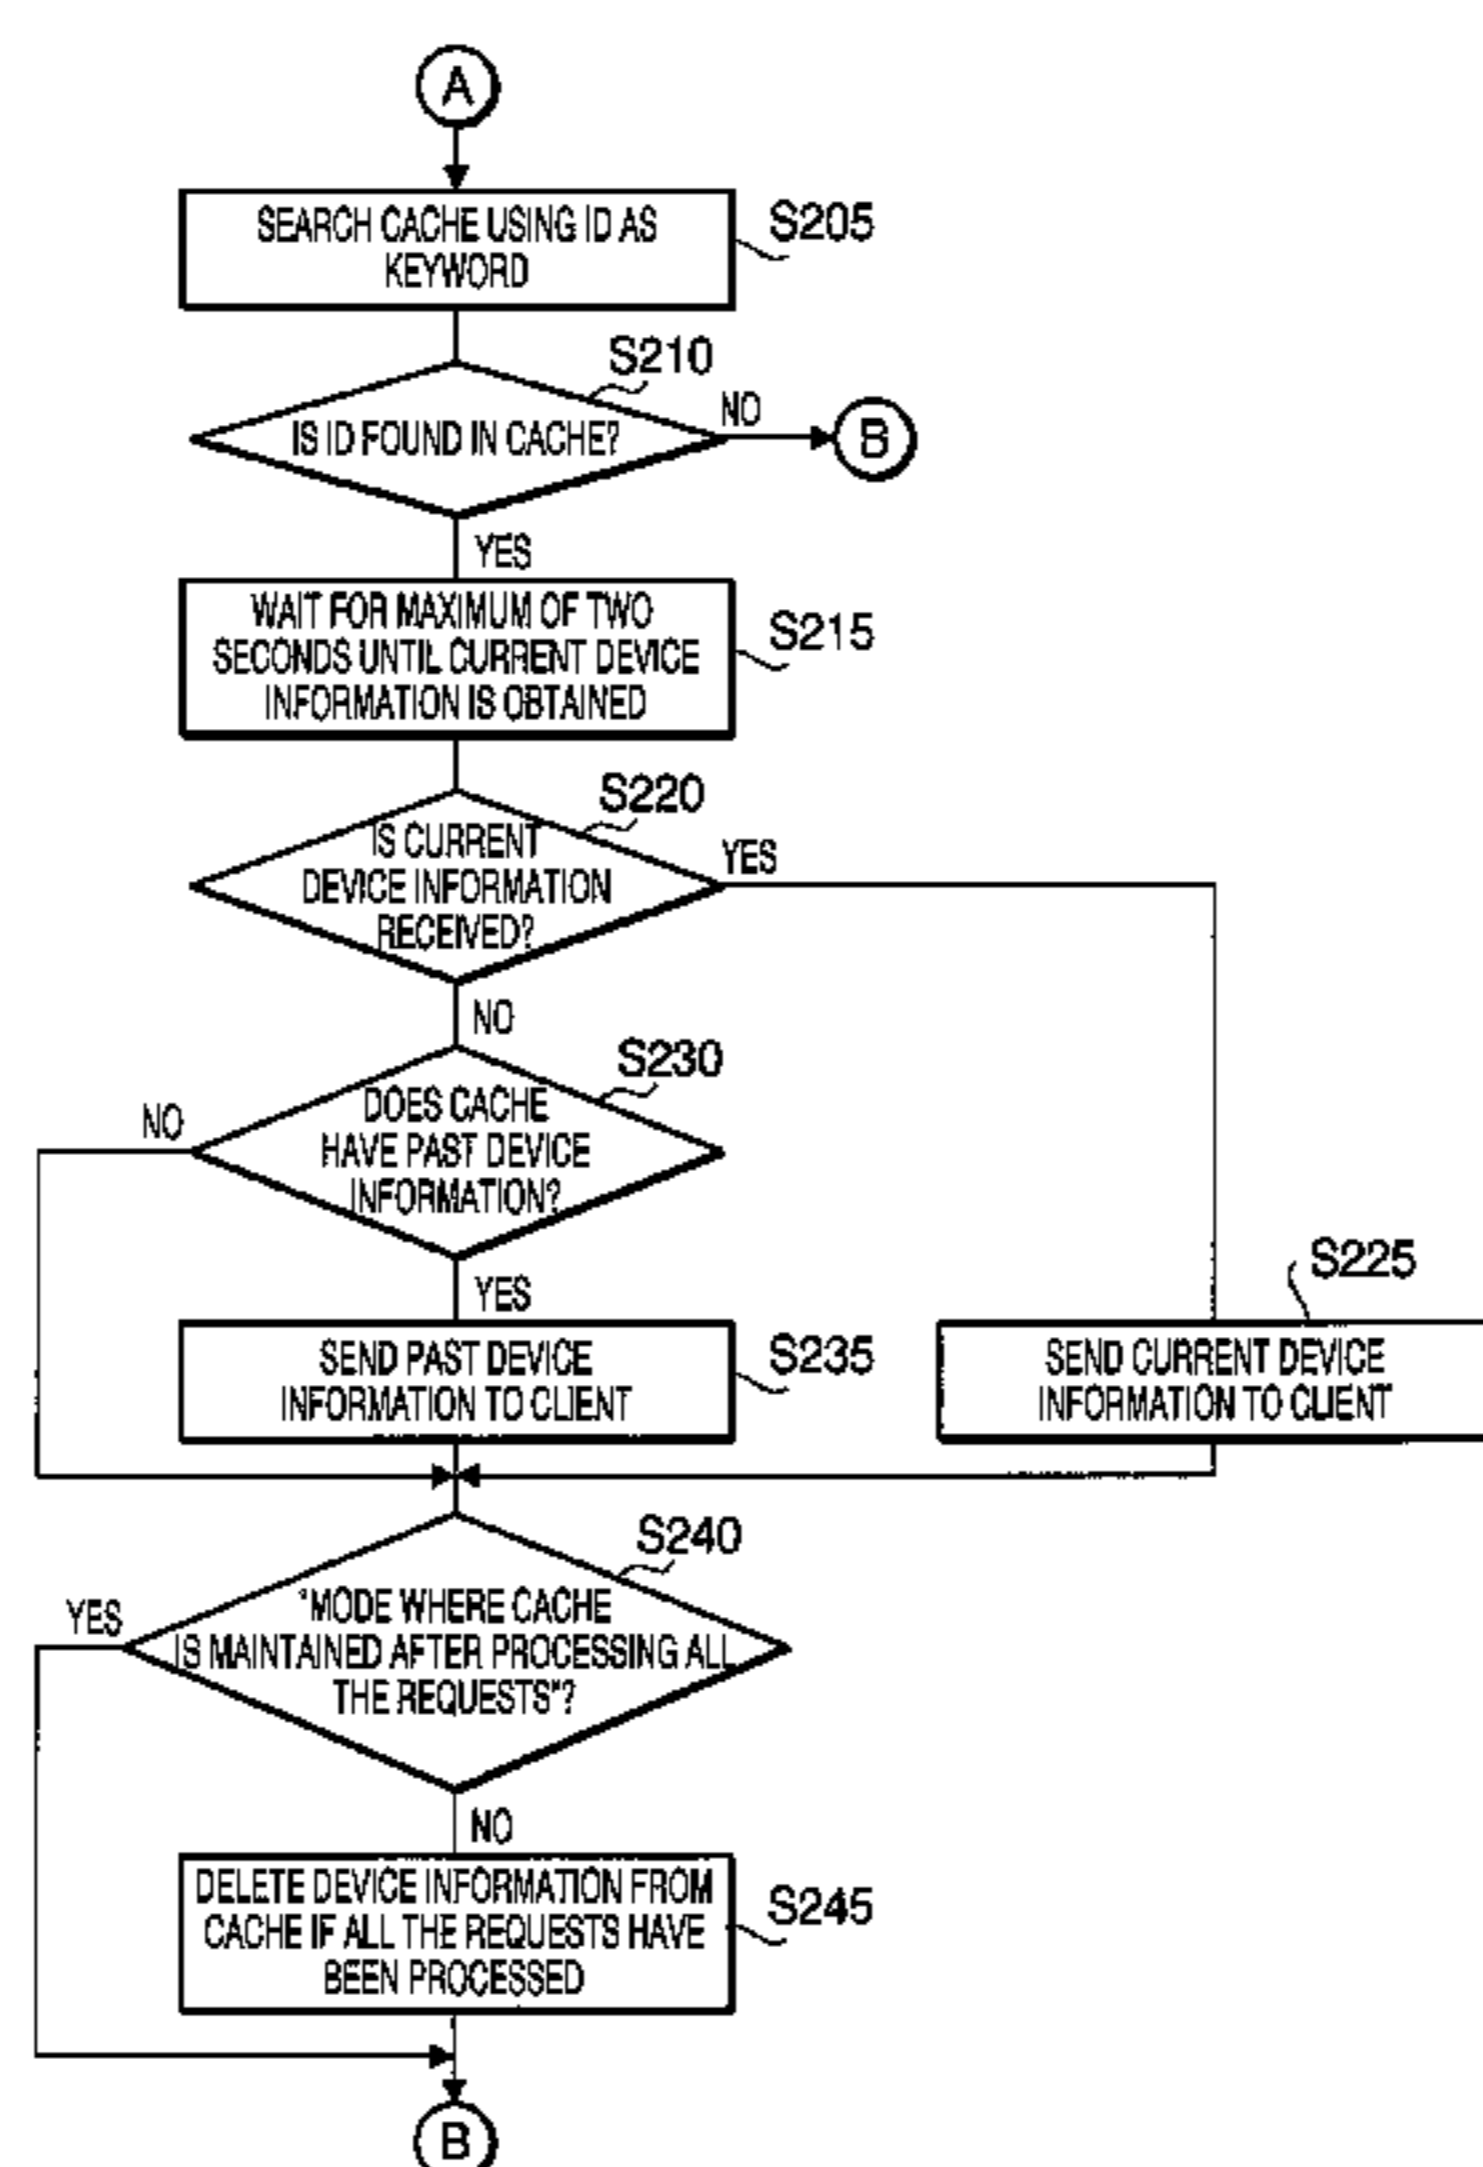 A
SEARCH CACHE USING ID AS
KEYWORD
S205
S210
IS ID FOUND IN CACHE?
NO
B
YES
WAIT FOR MAXIMUM OF TWO
SECONDS UNTIL CURRENT DEVICE
INFORMATION IS OBTAINED
S215
S220
IS CURRENT
DEVICE INFORMATION
RECEIVED?
YES
NO
S230
DOES CACHE
HAVE PAST DEVICE
INFORMATION?
NO
YES
S225
SEND PAST DEVICE
INFORMATION TO CLIENT
S235
SEND CURRENT DEVICE
INFORMATION TO CLIENT
S240
"MODE WHERE CACHE
IS MAINTAINED AFTER PROCESSING ALL
THE REQUESTS"?
YES
NO
DELETE DEVICE INFORMATION FROM
CACHE IF ALL THE REQUESTS HAVE
BEEN PROCESSED
S245
B